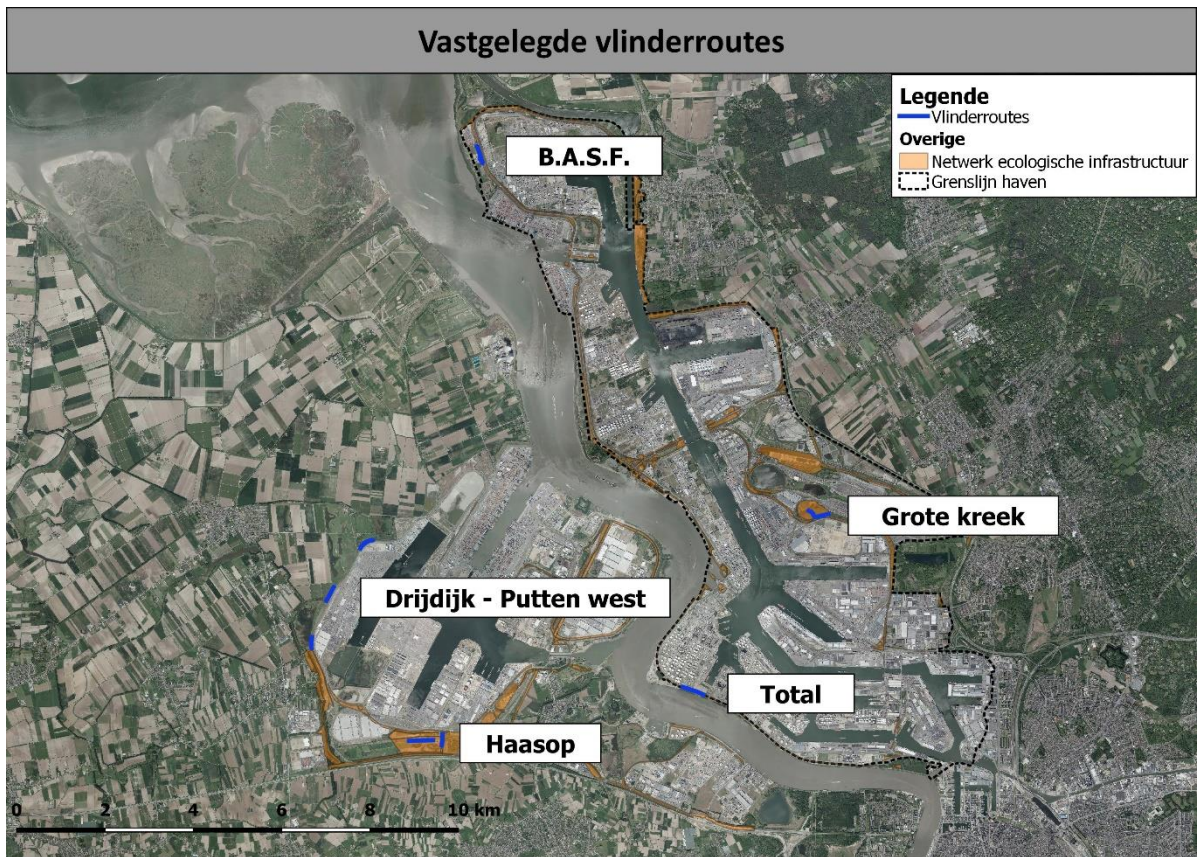 Vastgelegde vlinderroutes
Legende
Vlinderroutes
Overige
Netwerk ecologische infrastructuur
Grenslijn haven
B.A.S.F.
Grote kreek
Drijdijk - Putten west
Total
Haasop
0 2 4 6 8 10 km